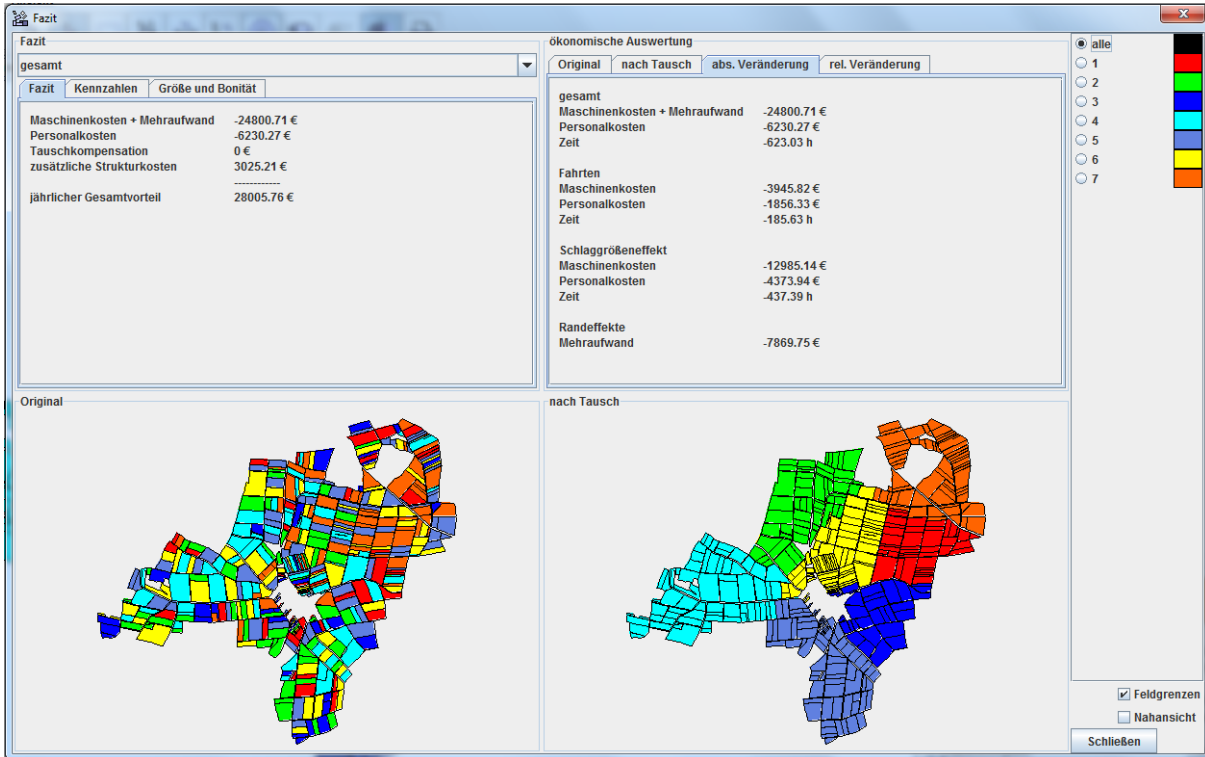 Fazit
Fazit
gesamt
Fazit Kennzahlen Größe und Bonität
Maschinenkosten + Mehraufwand -24800.71 €
Personalkosten -6230.27 €
Tauschkompensation 0 €
zusätzliche Strukturkosten 3025.21 €
------------
jährlicher Gesamtvorteil 28005.76 €
ökonomische Auswertung
Original nach Tausch abs. Veränderung rel. Veränderung
gesamt
Maschinenkosten + Mehraufwand -24800.71 €
Personalkosten -6230.27 €
Zeit -623.03 h
Fahrten
Maschinenkosten -3945.82 €
Personalkosten -1856.33 €
Zeit -185.63 h
Schlaggrößeneffekt
Maschinenkosten -12985.14 €
Personalkosten -4373.94 €
Zeit -437.39 h
Randeffekte
Mehraufwand -7869.75 €
alle
1
2
3
4
5
6
7
Original
nach Tausch
Feldgrenzen
Nahansicht
Schließen